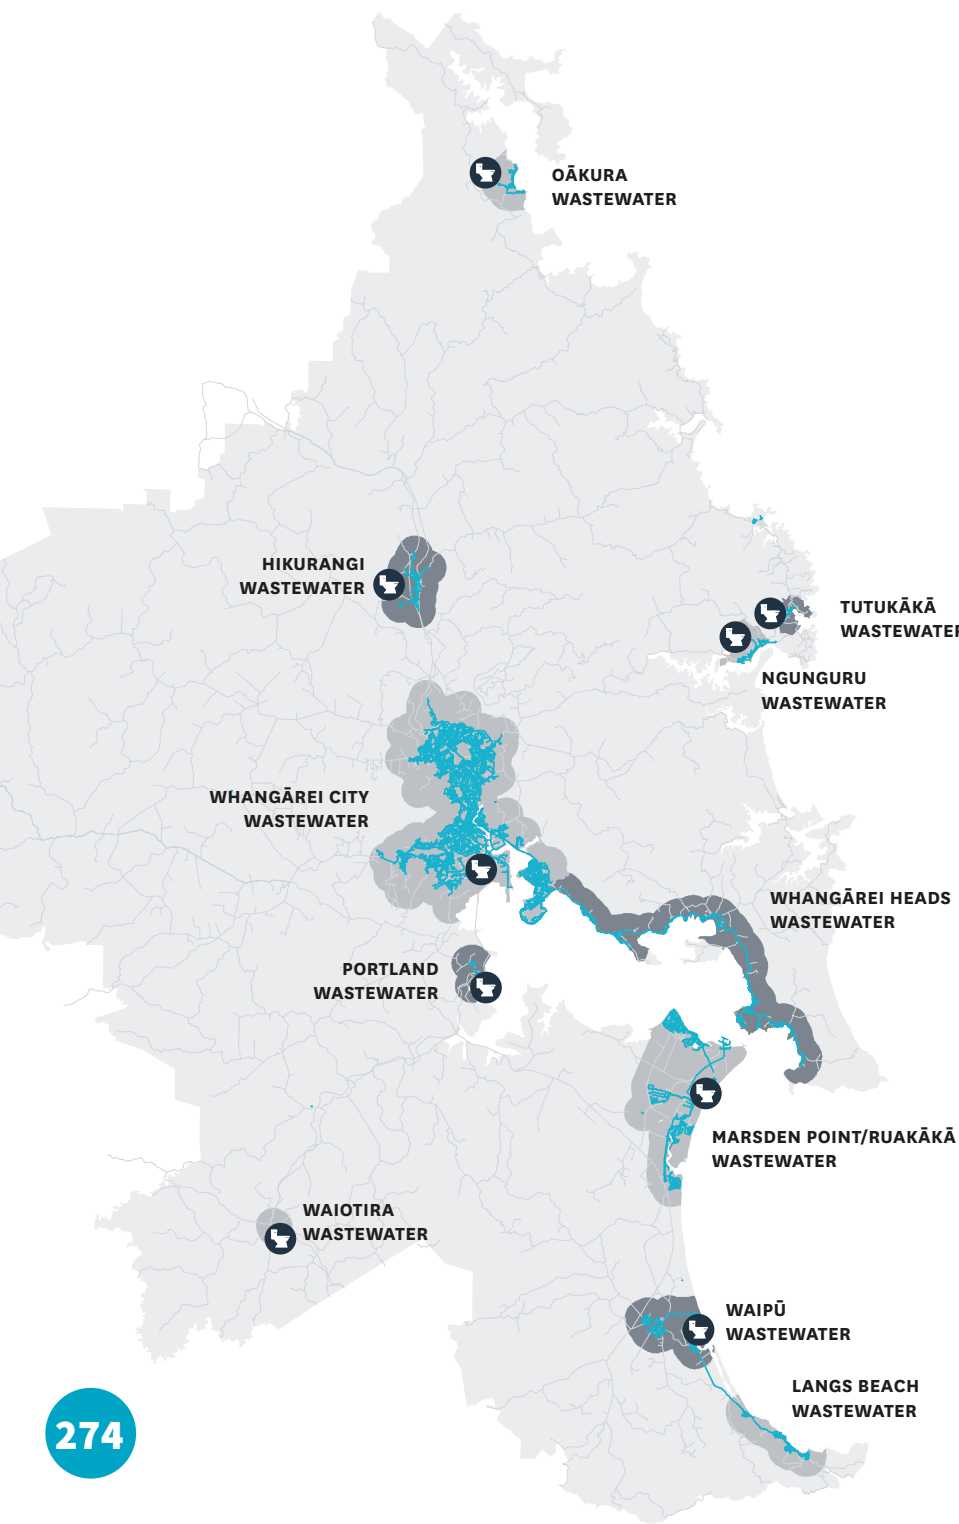 OĀKURA
WASTEWATER
HIKURANGI
WASTEWATER
TUTUKĀKĀ
WASTEWATER
NGUNGURU
WASTEWATER
WHANGĀREI CITY
WASTEWATER
WHANGĀREI HEADS
WASTEWATER
PORTLAND
WASTEWATER
MARSDEN POINT/RUAKĀKĀ
WASTEWATER
WAIOTIRA
WASTEWATER
WAIPŪ
WASTEWATER
LANGS BEACH
WASTEWATER
274